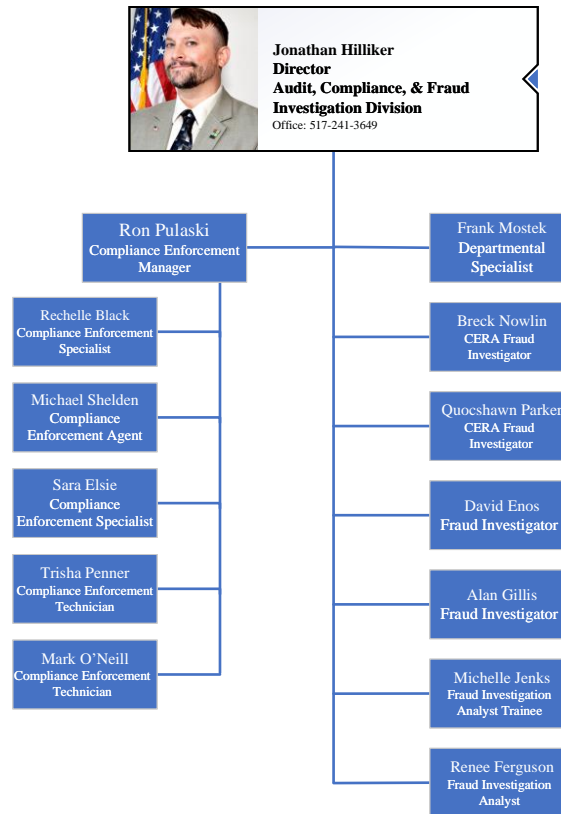 Jonathan Hilliker
Director
Audit, Compliance, & Fraud
Investigation Division
Office: 517-241-3649
Ron Pulaski
Compliance Enforcement
Manager
Rechelle Black
Compliance Enforcement
Specialist
Michael Shelden
Compliance
Enforcement Agent
Sara Elsie
Compliance
Enforcement Specialist
Trisha Penner
Compliance Enforcement
Technician
Mark O’Neill
Compliance Enforcement
Technician
Frank Mostek
Departmental
Specialist
Breck Nowlin
CERA Fraud
Investigator
Quocshawn Parker
CERA Fraud
Investigator
David Enos
Fraud Investigator
Alan Gillis
Fraud Investigator
Michelle Jenks
Fraud Investigation
Analyst Trainee
Renee Ferguson
Fraud Investigation
Analyst